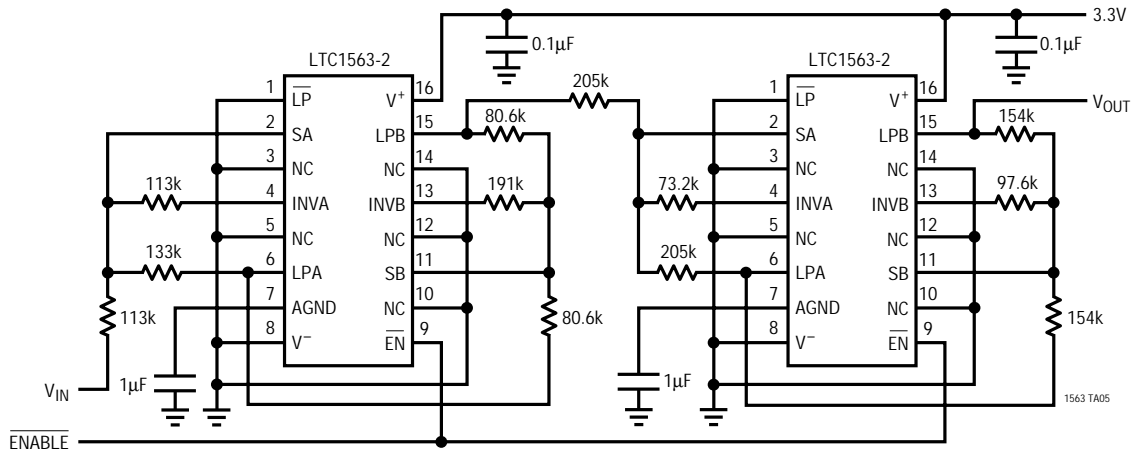 3.3V
0.1µF
0.1µF
LTC1563-2
LTC1563-2
205k
1
LP
V+
16
2
SA
LPB
15
80.6k
3
NC
NC
14
113k
4
INVA
INVB
13
191k
5
NC
NC
12
133k
6
LPA
SB
11
7
AGND
NC
10
8
V−
EN
9
113k
80.6k
1µF
VIN
ENABLE
1
LP
V+
16
VOUT
2
SA
LPB
15
154k
3
NC
NC
14
73.2k
4
INVA
INVB
13
97.6k
5
NC
NC
12
205k
6
LPA
SB
11
7
AGND
NC
10
8
V−
EN
9
154k
1µF
1563 TA05